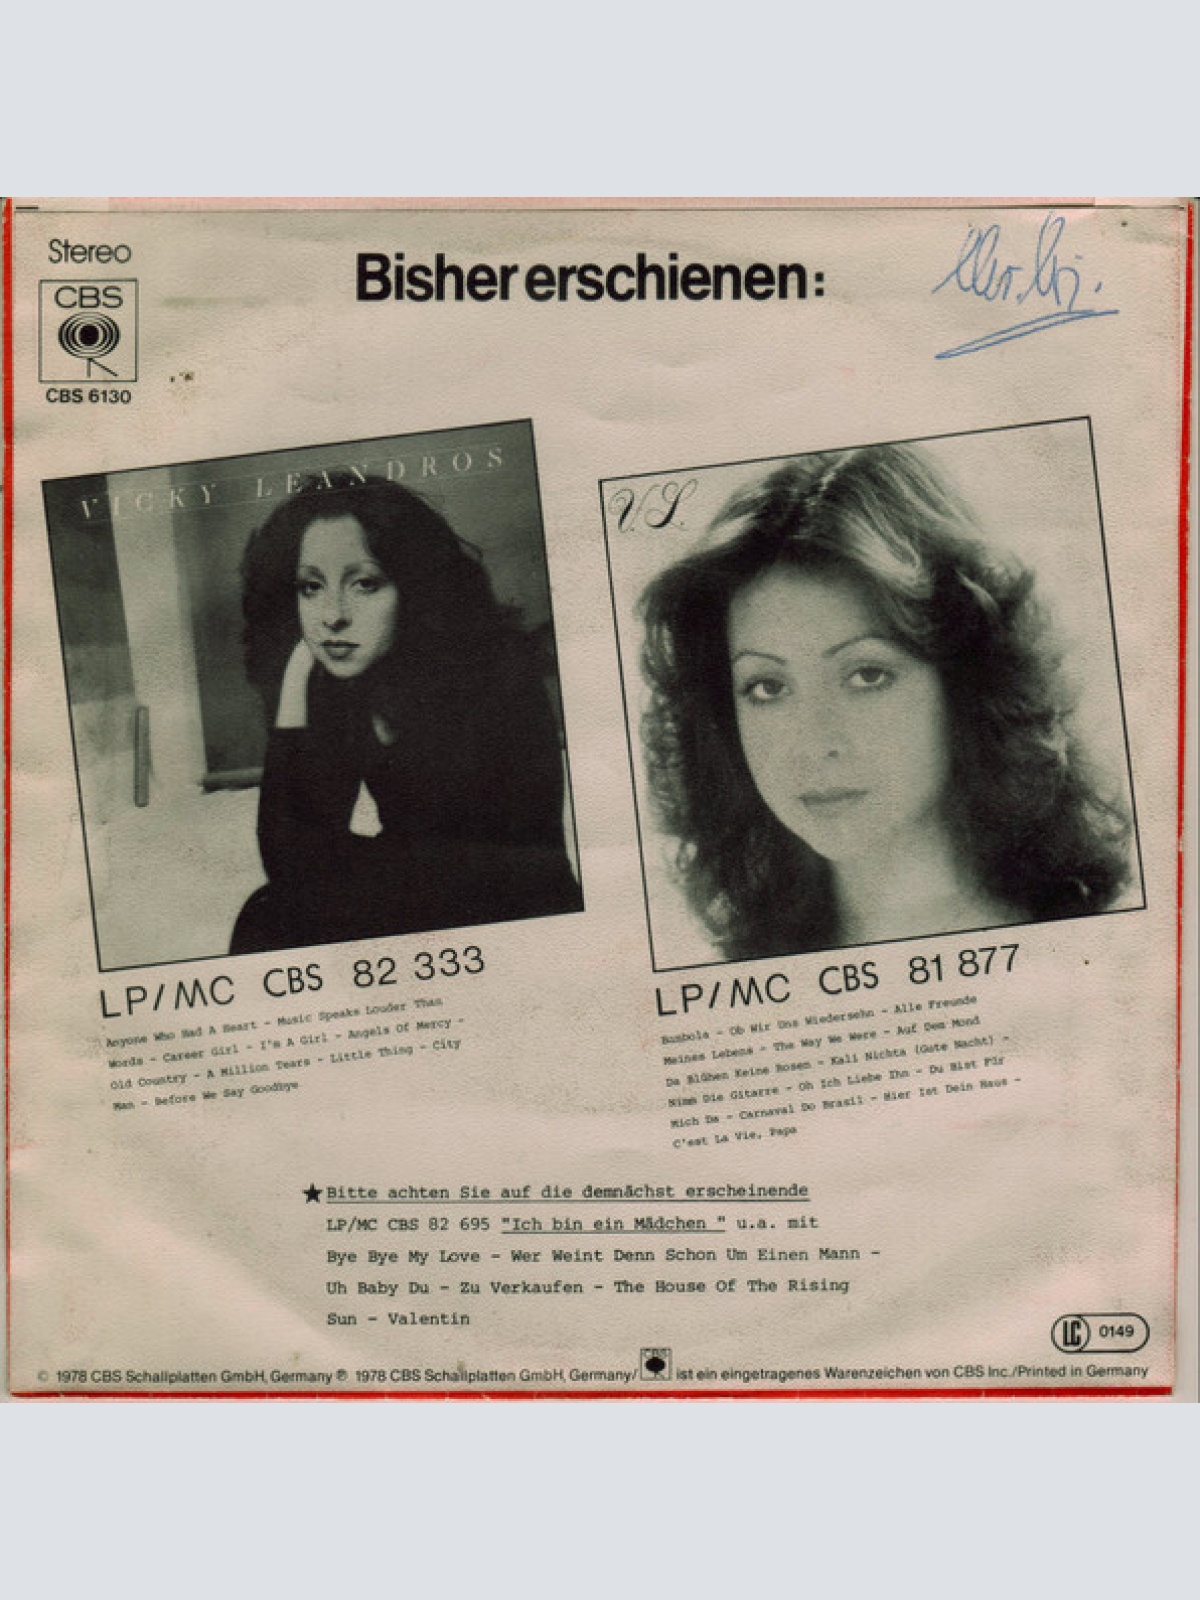 Stereo
CBS
CBS 6130
Bisher erschienen:
VICKY LEANDROS
V.L.
LP/MC CBS 82 333
Anyone Who Had A Heart - Music Speaks Louder Than
Words - Career Girl - I'm A Girl - Angels Of Mercy -
Old Country - A Million Tears - Little Thing - City
Man - Before We Say Goodbye
LP/MC CBS 81 877
Bunbola - Ob Wir Uns Wiedersehn - Alle Freunde
Meines Lebens - The Way We Were - Auf Dem Mond
Da Blühen Keine Rosen - Kali Nichta (Gute Nacht) -
Nimm Die Gitarre - Oh Ich Liebe Ihn - Du Bist Für
Mich Da - Carnaval Do Brasil - Hier Ist Dein Haus -
C'est La Vie, Papa
★ Bitte achten Sie auf die demnächst erscheinende
LP/MC CBS 82 695 "Ich bin ein Mädchen " u.a. mit
Bye Bye My Love - Wer Weint Denn Schon Um Einen Mann -
Uh Baby Du - Zu Verkaufen - The House Of The Rising
Sun - Valentin
LC 0149
© 1978 CBS Schallplatten GmbH, Germany ℗ 1978 CBS Schallplatten GmbH, Germany/ CBS ist ein eingetragenes Warenzeichen von CBS Inc./Printed in Germany